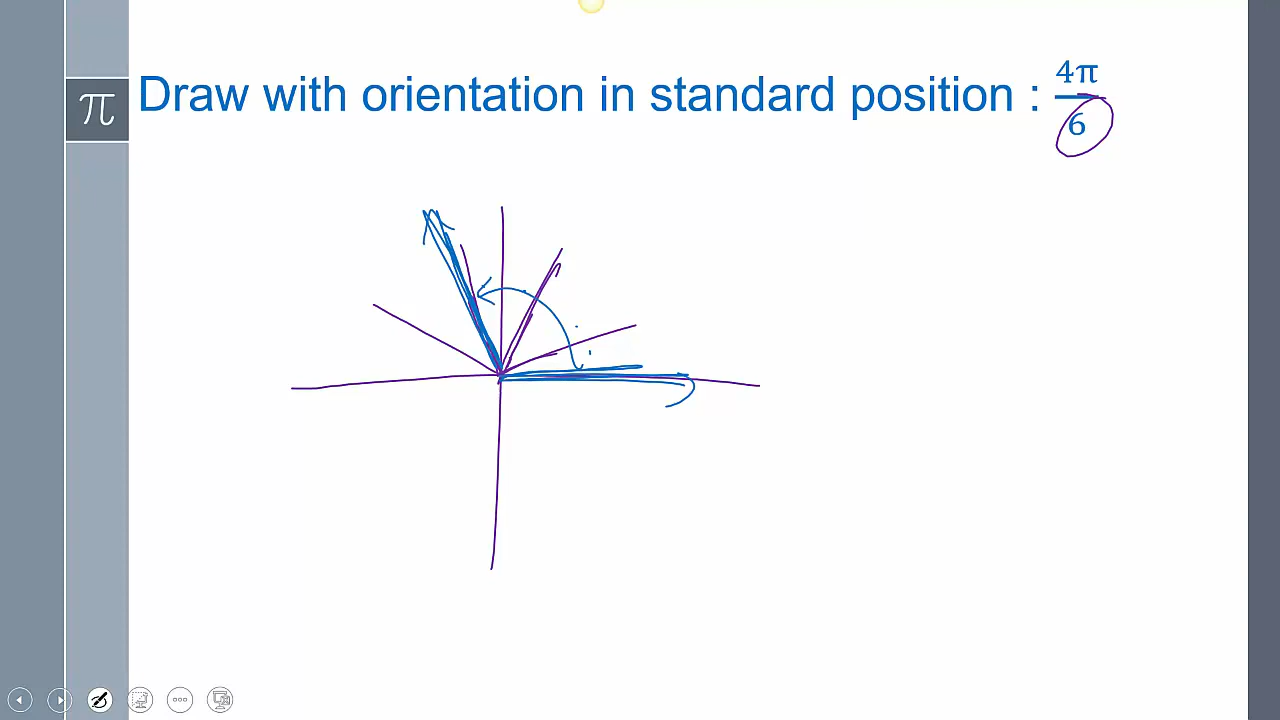 π
Draw with orientation in standard position : 4π/6